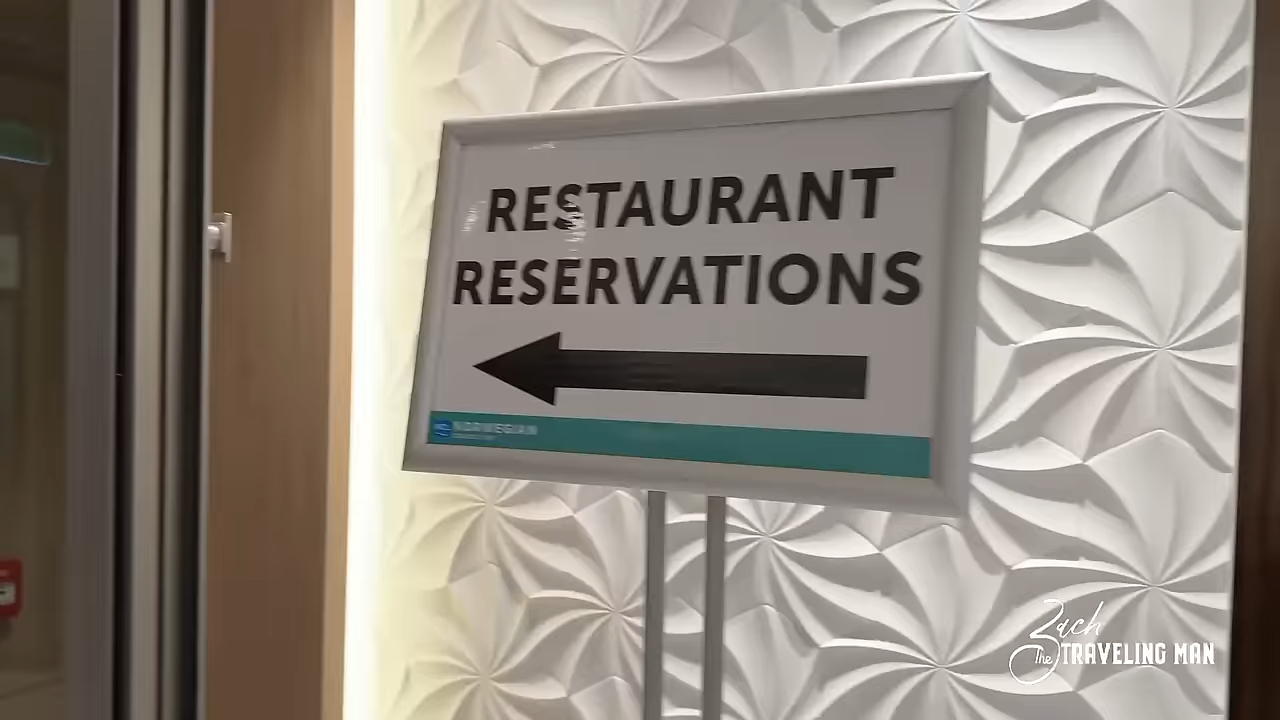 RESTAURANT
RESERVATIONS
NORWEGIAN
Zach
The TRAVELING MAN